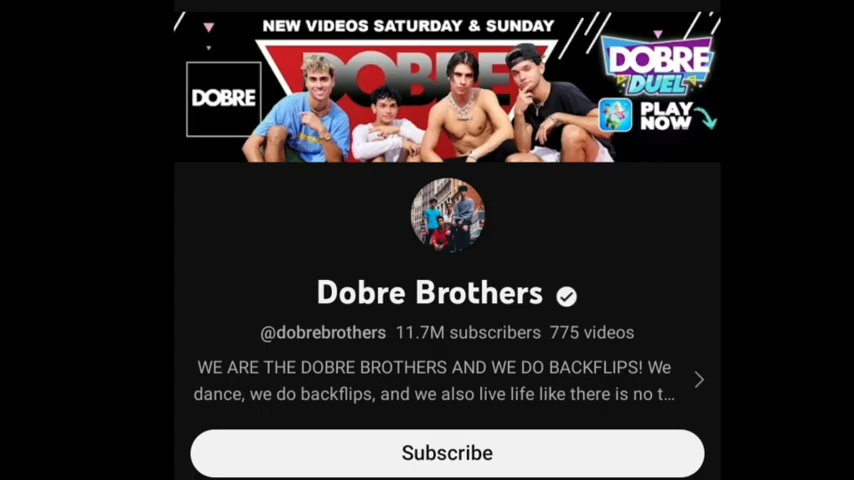 NEW VIDEOS SATURDAY & SUNDAY
DOBRE
DOBRE
DOBRE
DUEL
PLAY
NOW
Dobre Brothers
@dobrebrothers 11.7M subscribers 775 videos
WE ARE THE DOBRE BROTHERS AND WE DO BACKFLIPS! We
dance, we do backflips, and we also live life like there is no t...
Subscribe